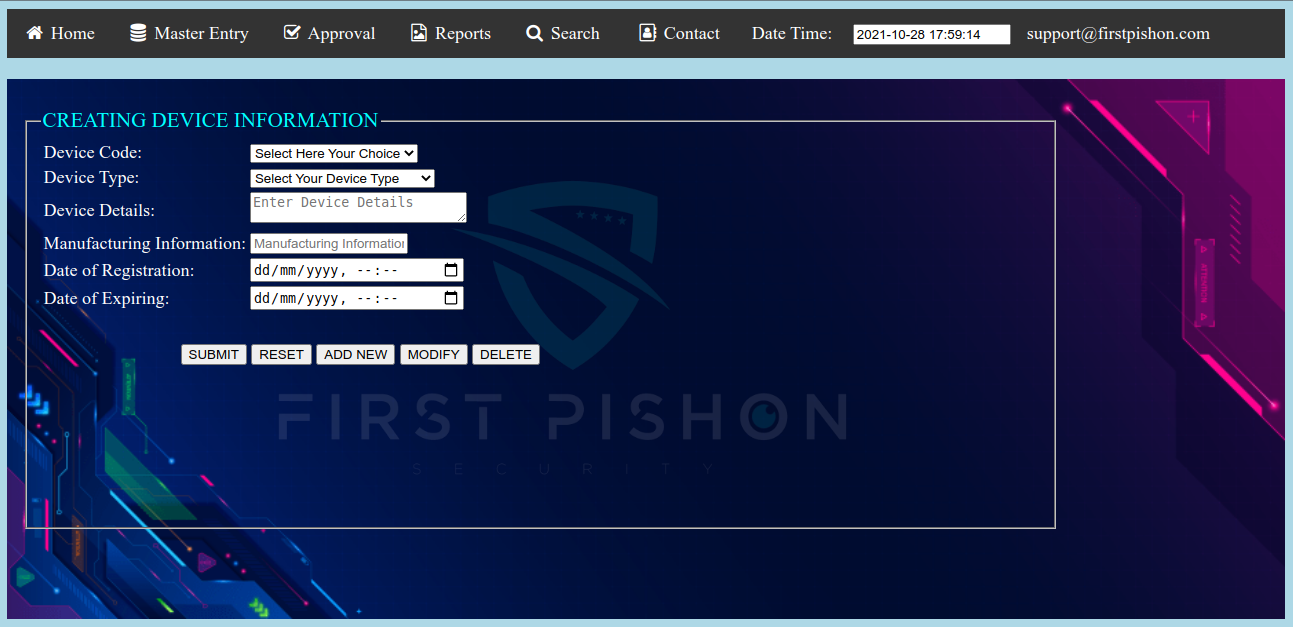 Home Master Entry Approval Reports Search Contact Date Time: 2021-10-28 17:59:14 support@firstpishon.com
CREATING DEVICE INFORMATION
Device Code: Select Here Your Choice
Device Type: Select Your Device Type
Device Details: Enter Device Details
Manufacturing Information: Manufacturing Information
Date of Registration: dd/mm/yyyy, --:--
Date of Expiring: dd/mm/yyyy, --:--
SUBMIT RESET ADD NEW MODIFY DELETE
FIRST PISHON
SECURITY
ATTENTION